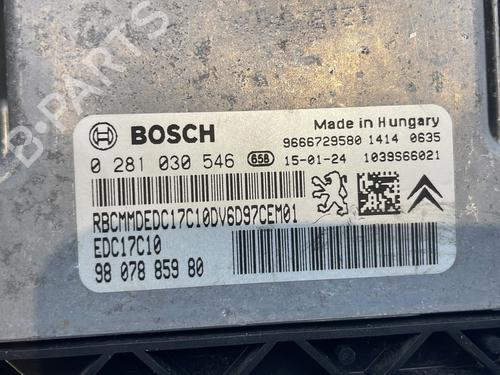 BOSCH
Made in Hungary
9666729580 1414 0635
0 281 030 546 658 15-01-24 1039S66021
RBCMMDEDC17C10DV6D97CEM01
EDC17C10
98 078 859 80
B-PARTS